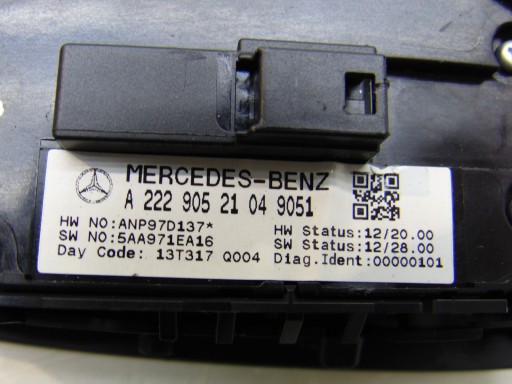 MERCEDES-BENZ
A 222 905 21 04 9051
HW NO:ANP97D137*
HW Status:12/20.00
SW NO:5AA971EA16
SW Status:12/28.00
Day Code: 13T317 Q004
Diag.Ident:00000101